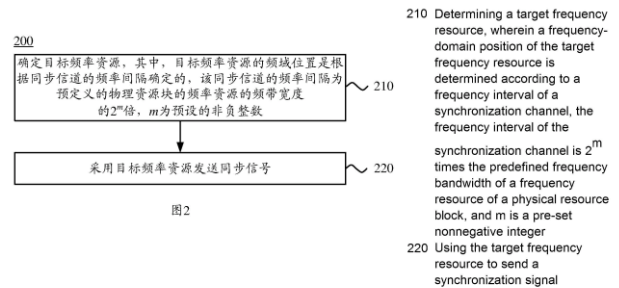 200
确定目标频率资源，其中，目标频率资源的频域位置是根
据同步信道的频率间隔确定的，该同步信道的频率间隔为
预定义的物理资源块的频率资源的频带宽度
的2^m倍，m为预设的非负整数
210
采用目标频率资源发送同步信号
220
图2
210 Determining a target frequency
resource, wherein a frequency-
domain position of the target
frequency resource is
determined according to a
frequency interval of a
synchronization channel, the
frequency interval of the
synchronization channel is 2^m
times the predefined frequency
bandwidth of a frequency
resource of a physical resource
block, and m is a pre-set
nonnegative integer
220 Using the target frequency
resource to send a
synchronization signal